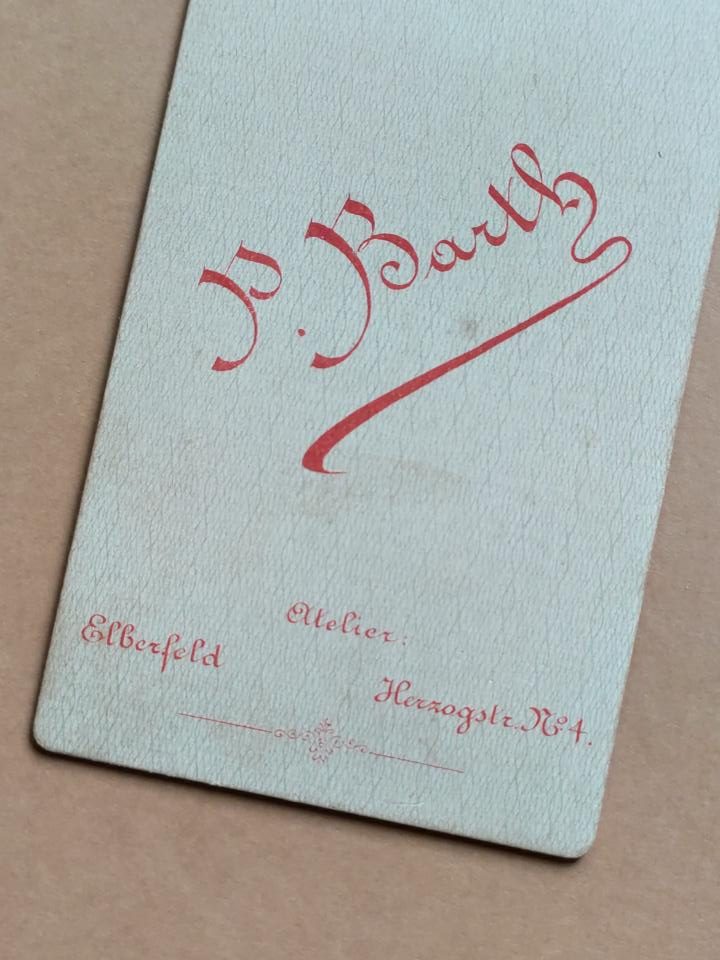 P. Barth
Atelier:
Elberfeld
Herzogstr. No 4.